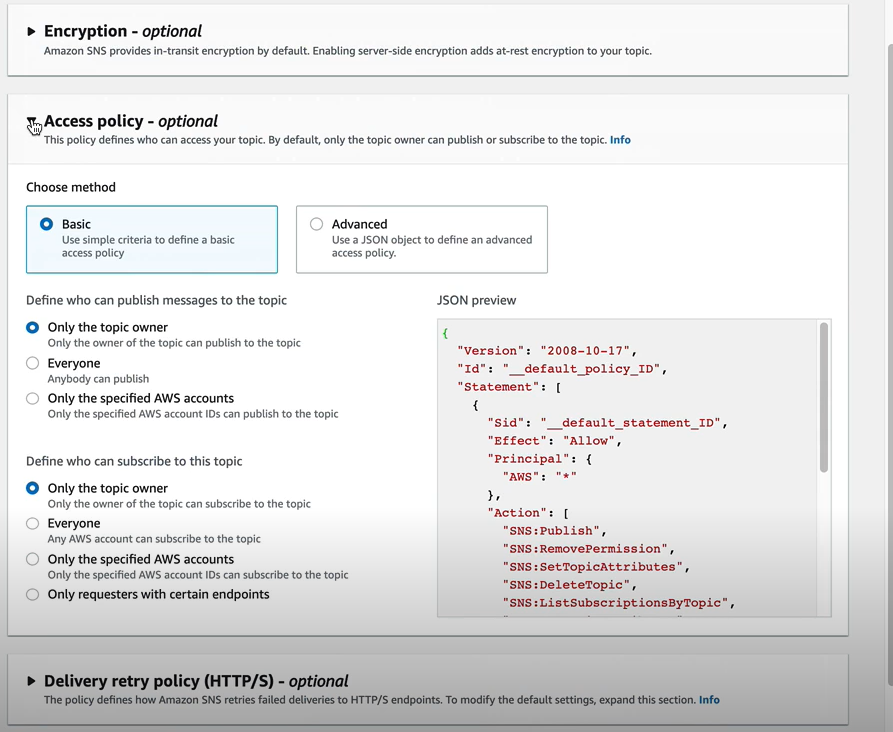 Encryption - optional
Amazon SNS provides in-transit encryption by default. Enabling server-side encryption adds at-rest encryption to your topic.
Access policy - optional
This policy defines who can access your topic. By default, only the topic owner can publish or subscribe to the topic. Info
Choose method
Basic
Use simple criteria to define a basic
access policy
Advanced
Use a JSON object to define an advanced
access policy.
Define who can publish messages to the topic
Only the topic owner
Only the owner of the topic can publish to the topic
Everyone
Anybody can publish
Only the specified AWS accounts
Only the specified AWS account IDs can publish to the topic
Define who can subscribe to this topic
Only the topic owner
Only the owner of the topic can subscribe to the topic
Everyone
Any AWS account can subscribe to the topic
Only the specified AWS accounts
Only the specified AWS account IDs can subscribe to the topic
Only requesters with certain endpoints
JSON preview
{
"Version": "2008-10-17",
"Id": "__default_policy_ID",
"Statement": [
{
"Sid": "__default_statement_ID",
"Effect": "Allow",
"Principal": {
"AWS": "*"
},
"Action": [
"SNS:Publish",
"SNS:RemovePermission",
"SNS:SetTopicAttributes",
"SNS:DeleteTopic",
"SNS:ListSubscriptionsByTopic",
Delivery retry policy (HTTP/S) - optional
The policy defines how Amazon SNS retries failed deliveries to HTTP/S endpoints. To modify the default settings, expand this section. Info